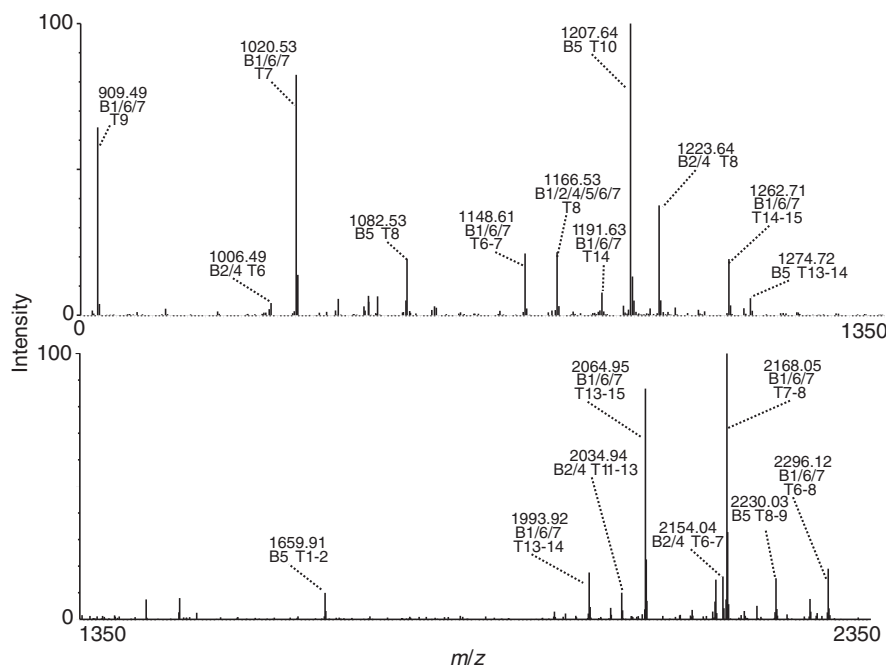 100
1207.64
B5 T10
1020.53
B1/6/7
T7
909.49
B1/6/7
T9
1223.64
B2/4 T8
1166.53
B1/2/4/5/6/7
T8
1262.71
B1/6/7
T14-15
1082.53
B5 T8
1148.61
B1/6/7
T6-7
1191.63
B1/6/7
T14
1274.72
B5 T13-14
1006.49
B2/4 T6
0
0
1350
Intensity
100
2064.95
B1/6/7
T13-15
2168.05
B1/6/7
T7-8
2034.94
B2/4 T11-13
2296.12
B1/6/7
T6-8
2230.03
B5 T8-9
1993.92
B1/6/7
T13-14
2154.04
B2/4 T6-7
1659.91
B5 T1-2
0
1350
2350
m/z